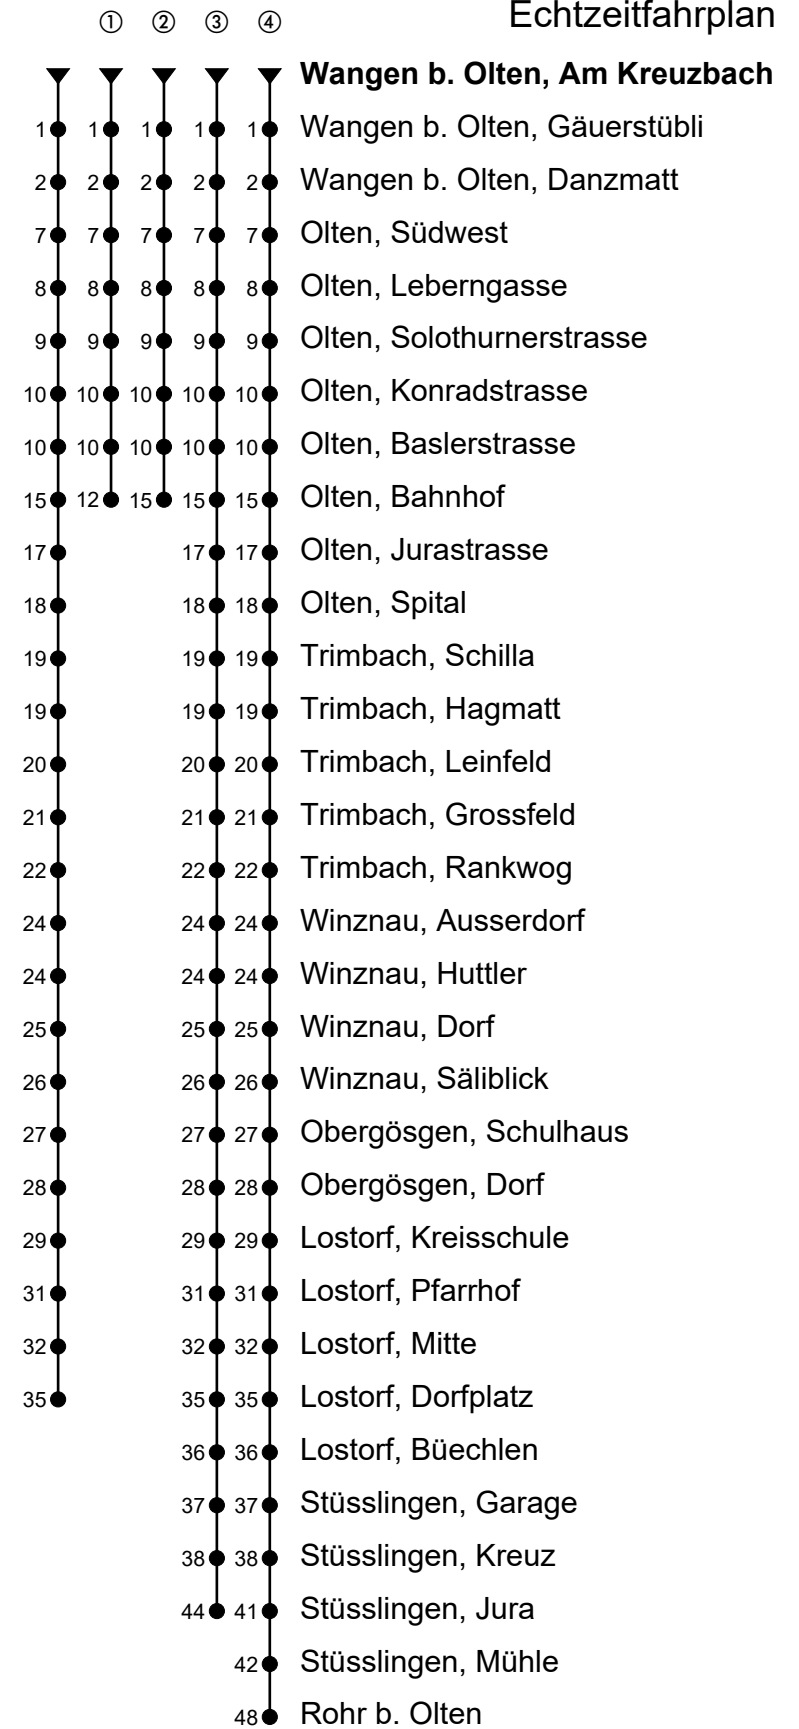 Echtzeitfahrplan
① ② ③ ④
Wangen b. Olten, Am Kreuzbach
1 1 1 1 1 Wangen b. Olten, Gäuerstübli
2 2 2 2 2 Wangen b. Olten, Danzmatt
7 7 7 7 7 Olten, Südwest
8 8 8 8 8 Olten, Leberngasse
9 9 9 9 9 Olten, Solothurnerstrasse
10 10 10 10 10 Olten, Konradstrasse
10 10 10 10 10 Olten, Baslerstrasse
15 12 15 15 15 Olten, Bahnhof
17 17 17 Olten, Jurastrasse
18 18 18 Olten, Spital
19 19 19 Trimbach, Schilla
19 19 19 Trimbach, Hagmatt
20 20 20 Trimbach, Leinfeld
21 21 21 Trimbach, Grossfeld
22 22 22 Trimbach, Rankwog
24 24 24 Winznau, Ausserdorf
24 24 24 Winznau, Huttler
25 25 25 Winznau, Dorf
26 26 26 Winznau, Säliblick
27 27 27 Obergösgen, Schulhaus
28 28 28 Obergösgen, Dorf
29 29 29 Lostorf, Kreisschule
31 31 31 Lostorf, Pfarrhof
32 32 32 Lostorf, Mitte
35 35 35 Lostorf, Dorfplatz
36 36 Lostorf, Büechlen
37 37 Stüsslingen, Garage
38 38 Stüsslingen, Kreuz
44 41 Stüsslingen, Jura
42 Stüsslingen, Mühle
48 Rohr b. Olten